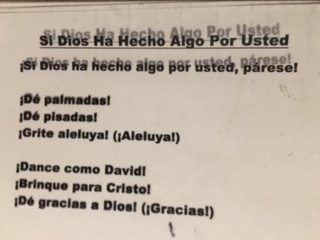 Si Dios Ha Hecho Algo Por Usted
¡Si Dios ha hecho algo por usted, párese!
¡Dé palmadas!
¡Dé pisadas!
¡Grite aleluya! (¡Aleluya!)
¡Dance como David!
¡Brinque para Cristo!
¡Dé gracias a Dios! (¡Gracias!)